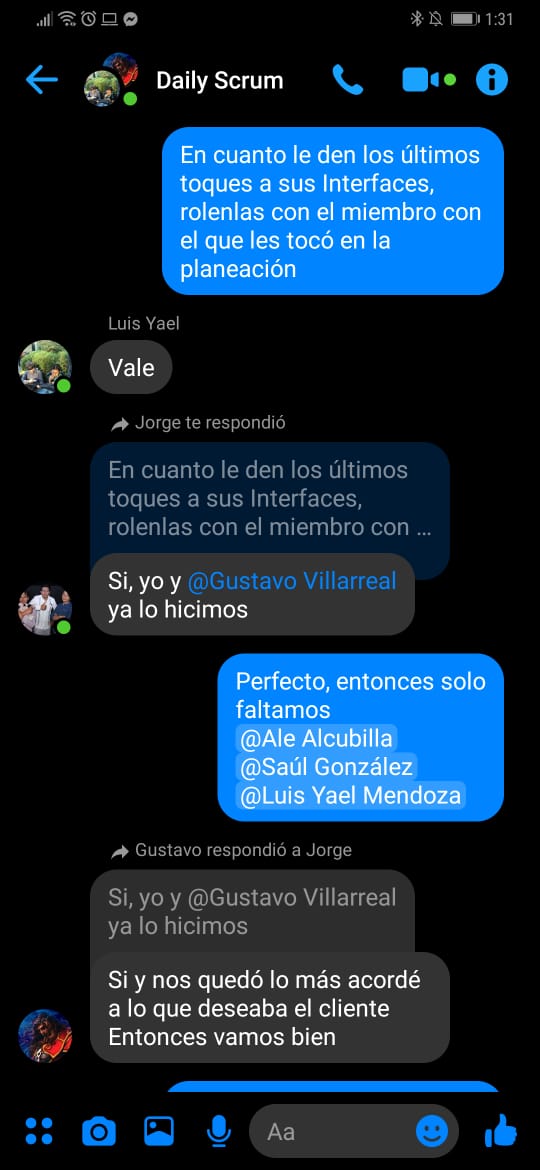 1:31
Daily Scrum
En cuanto le den los últimos
toques a sus Interfaces,
rolenlas con el miembro con
el que les tocó en la
planeación
Luis Yael
Vale
Jorge te respondió
En cuanto le den los últimos
toques a sus Interfaces,
rolenlas con el miembro con ...
Si, yo y @Gustavo Villarreal
ya lo hicimos
Perfecto, entonces solo
faltamos
@Ale Alcubilla
@Saúl González
@Luis Yael Mendoza
Gustavo respondió a Jorge
Si, yo y @Gustavo Villarreal
ya lo hicimos
Si y nos quedó lo más acordé
a lo que deseaba el cliente
Entonces vamos bien
Aa